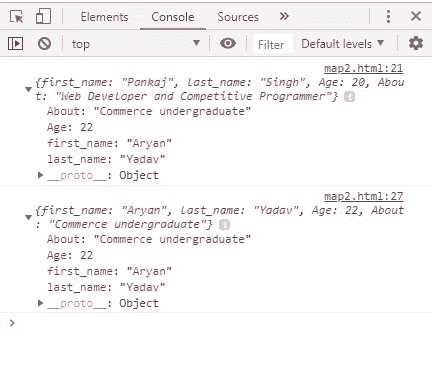 Elements Console Sources »
top Filter Default levels
map2.html:21
{first_name: "Pankaj", last_name: "Singh", Age: 20, Abou
t: "Web Developer and Competitive Programmer"} i
About: "Commerce undergraduate"
Age: 22
first_name: "Aryan"
last_name: "Yadav"
__proto__: Object
map2.html:27
{first_name: "Aryan", last_name: "Yadav", Age: 22, About
: "Commerce undergraduate"} i
About: "Commerce undergraduate"
Age: 22
first_name: "Aryan"
last_name: "Yadav"
__proto__: Object